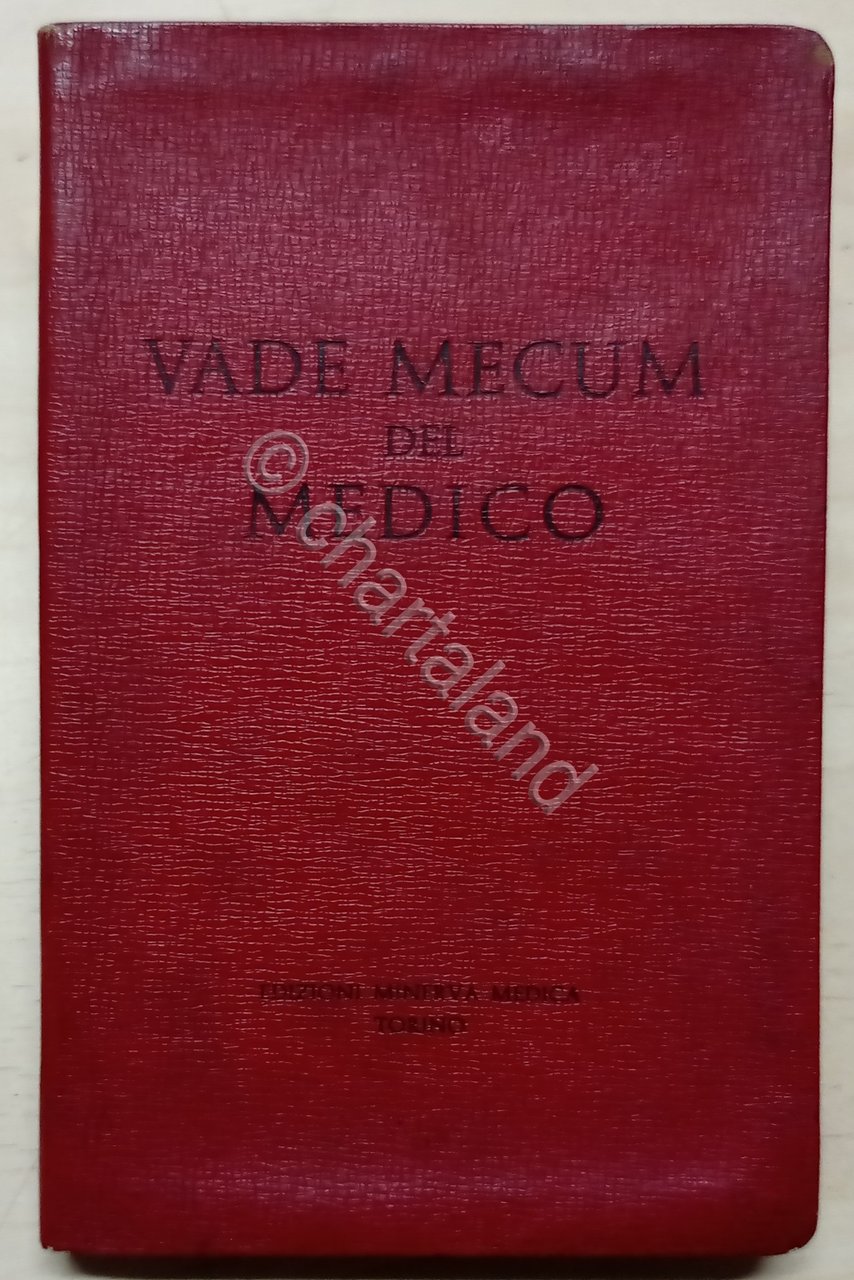 VADE MECUM
DEL
MEDICO
© chartaland
EDIZIONI MINERVA MEDICA
TORINO